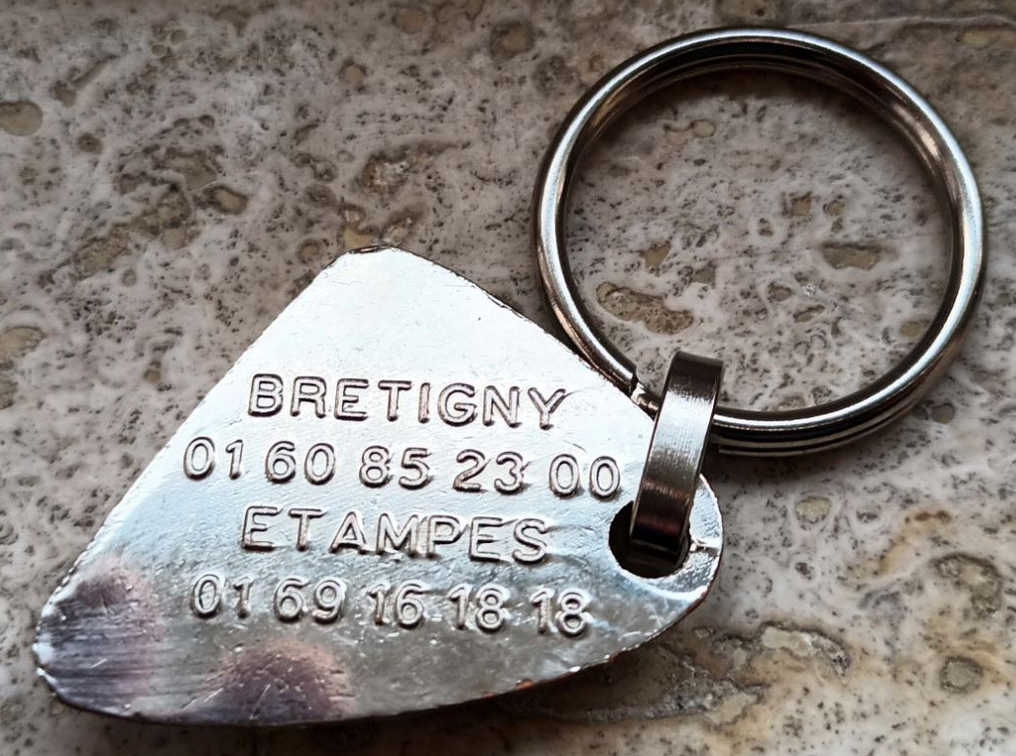 BRETIGNY
01 60 85 23 00
ETAMPES
01 69 16 18 18